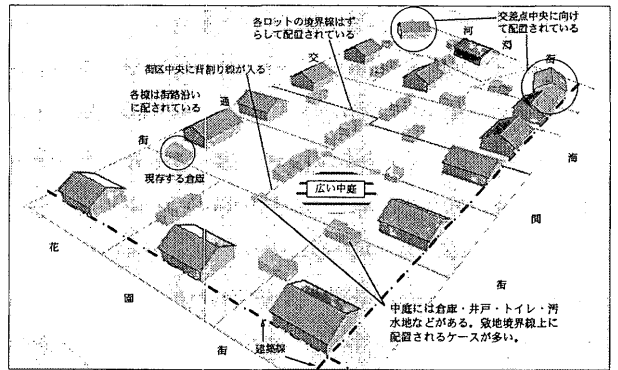 各ロットの境界線はず
らして配置されている
交差点中央に向け
て配置されている
街区中央に背割り線が入る
各棟は街路沿い
に配されている
現存する倉庫
広い中庭
中庭には倉庫・井戸・トイレ・汚
水地などがある。敷地境界線上に
配置されるケースが多い。
建築線
花
園
街
交
通
街
河
街
海
関
街